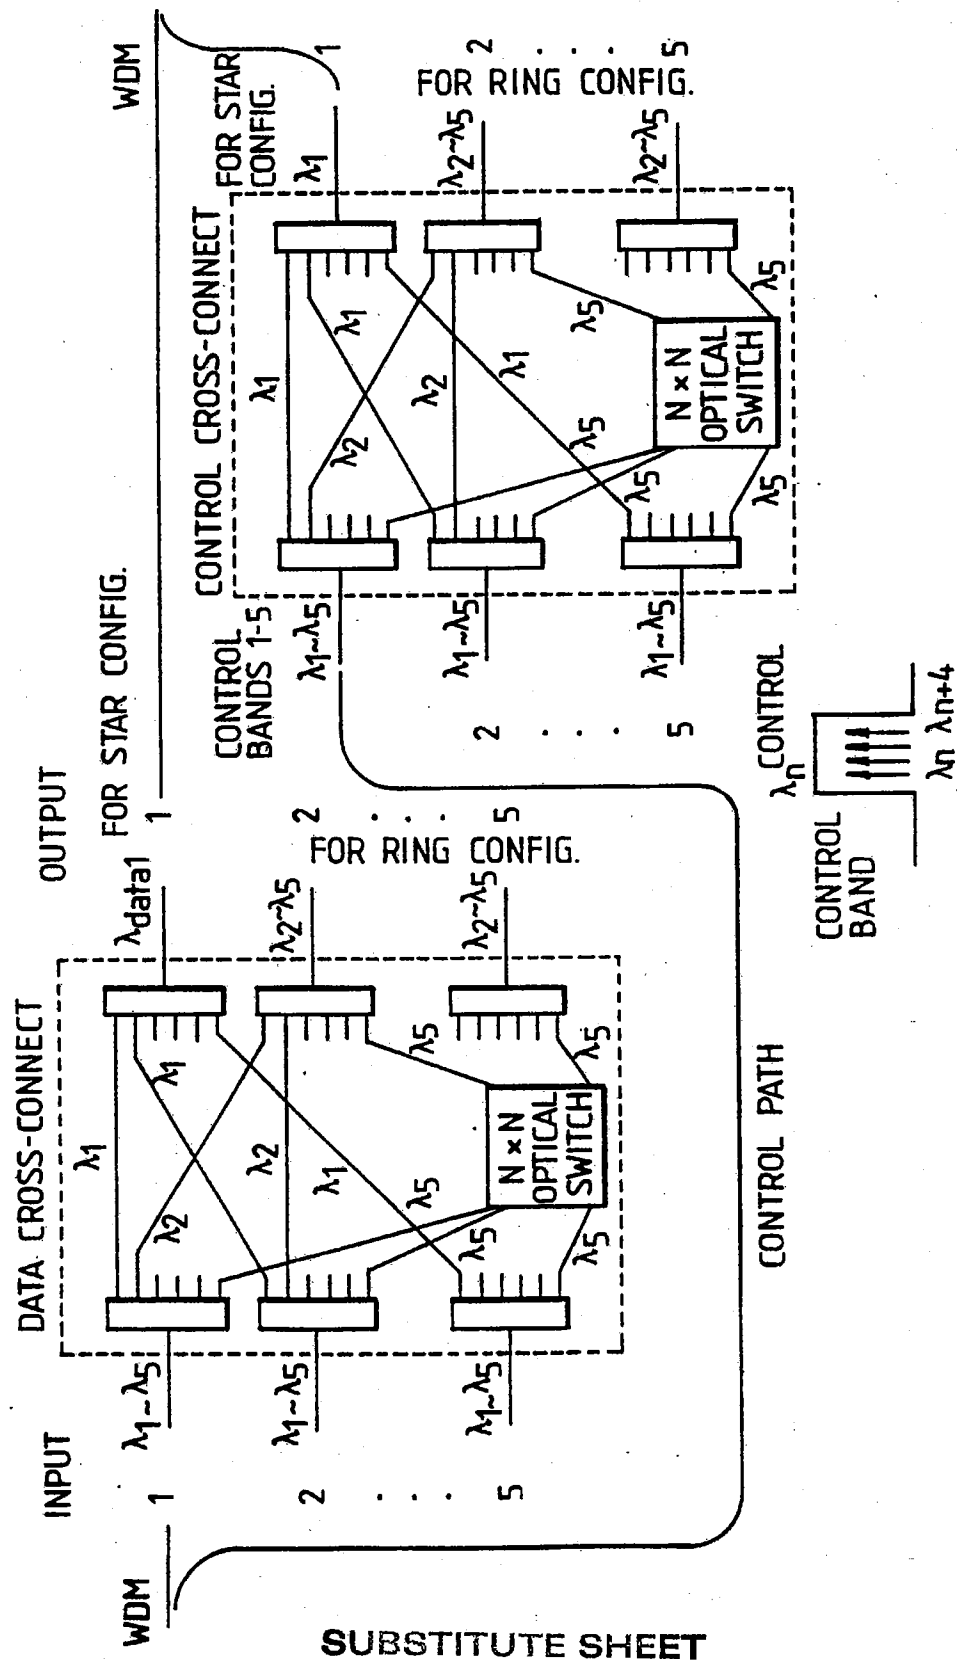 WDM
INPUT
1
2
. . .
5
DATA CROSS-CONNECT
λ1~λ5
λ1~λ5
λ1~λ5
λ1
λ2
λ1
λ2
λ1
λ5
λ5
λ5
N×N
OPTICAL
SWITCH
λ5
λ5
λdata1
λ2~λ5
λ2~λ5
OUTPUT
FOR STAR CONFIG.
1
2
. . .
5
FOR RING CONFIG.
CONTROL PATH
CONTROL
BANDS 1-5
2
. . .
5
λ1~λ5
λ1~λ5
λ1~λ5
CONTROL CROSS-CONNECT
λ1
λ2
λ1
λ2
λ1
λ5
λ5
λ5
N×N
OPTICAL
SWITCH
λ5
λ5
λ1
λ2~λ5
λ2~λ5
FOR STAR
CONFIG.
1
2
. . .
5
FOR RING CONFIG.
WDM
CONTROL
BAND
λn
CONTROL
λn λn+4
SUBSTITUTE SHEET